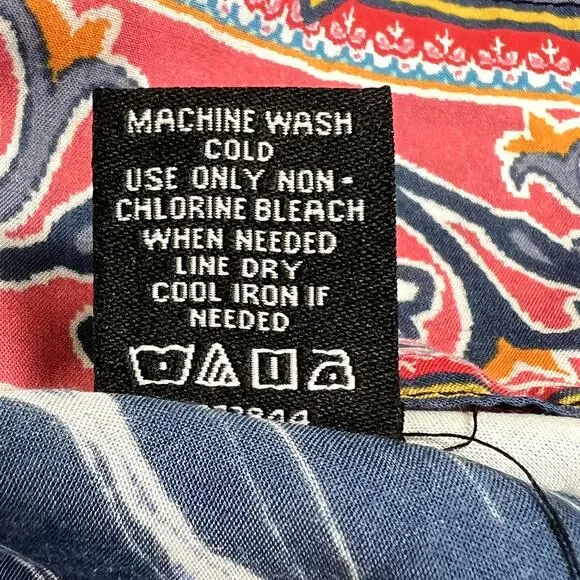 MACHINE WASH
COLD
USE ONLY NON-
CHLORINE BLEACH
WHEN NEEDED
LINE DRY
COOL IRON IF
NEEDED